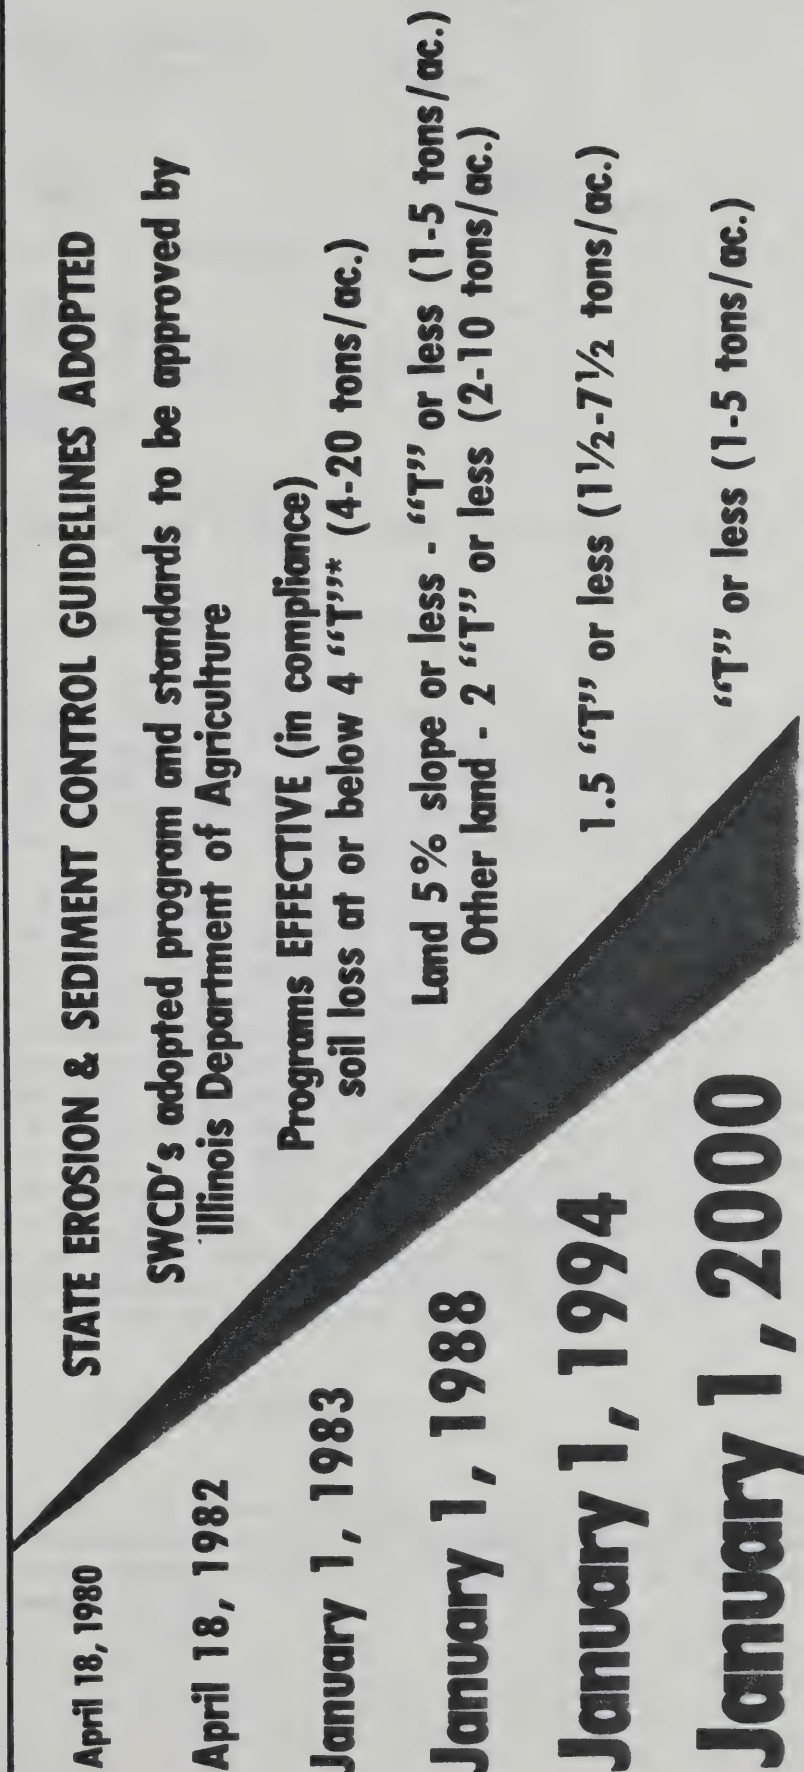 April 18, 1980
STATE EROSION & SEDIMENT CONTROL GUIDELINES ADOPTED
April 18, 1982
SWCD's adopted program and standards to be approved by
Illinois Department of Agriculture
January 1, 1983
Programs EFFECTIVE (in compliance)
soil loss at or below 4 “T”* (4-20 tons/ac.)
January 1, 1988
Land 5% slope or less - “T” or less (1-5 tons/ac.)
Other land - 2 “T” or less (2-10 tons/ac.)
January 1, 1994
1.5 “T” or less (1½-7½ tons/ac.)
January 1, 2000
“T” or less (1-5 tons/ac.)